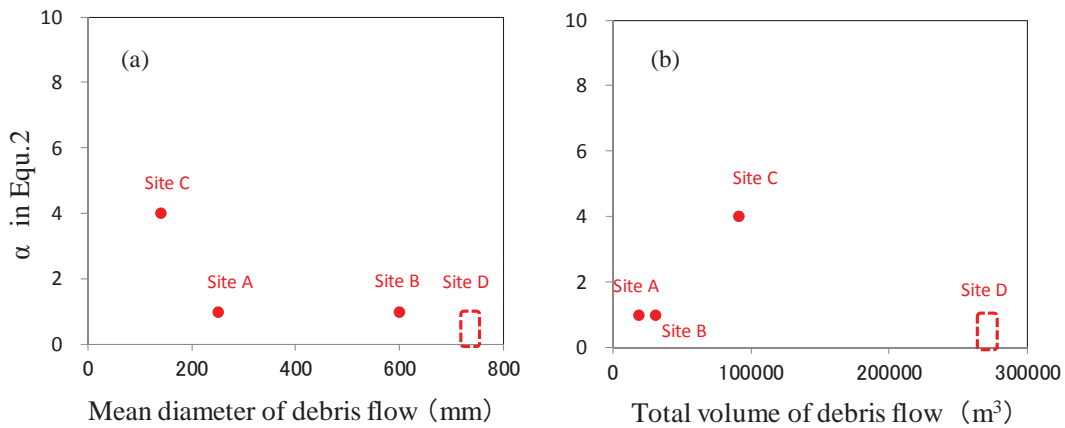 α in Equ.2
10
8
6
4
2
0
(a)
Site C
Site A
Site B
Site D
0 200 400 600 800
Mean diameter of debris flow (mm)
10
8
6
4
2
0
(b)
Site C
Site A
Site B
Site D
0 100000 200000 300000
Total volume of debris flow (m³)